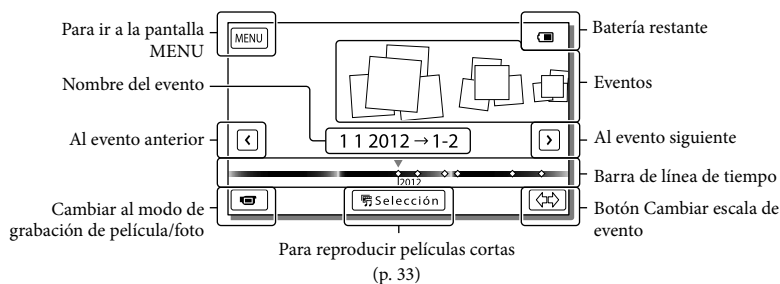 Para ir a la pantalla
MENU
MENU
Batería restante
Nombre del evento
Eventos
Al evento anterior
1 1 2012 → 1-2
Al evento siguiente
Barra de línea de tiempo
2012
Cambiar al modo de
grabación de película/foto
Selección
Botón Cambiar escala de
evento
Para reproducir películas cortas
(p. 33)